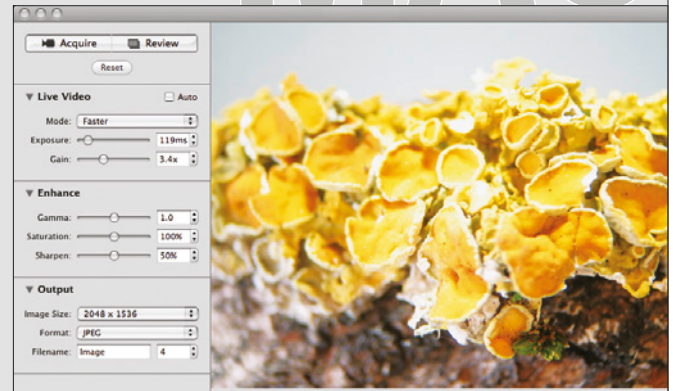 Acquire Review
Reset
Live Video Auto
Mode: Faster
Exposure: 119ms
Gain: 3.4x
Enhance
Gamma: 1.0
Saturation: 100%
Sharpen: 50%
Output
Image Size: 2048 x 1536
Format: JPEG
Filename: Image 4